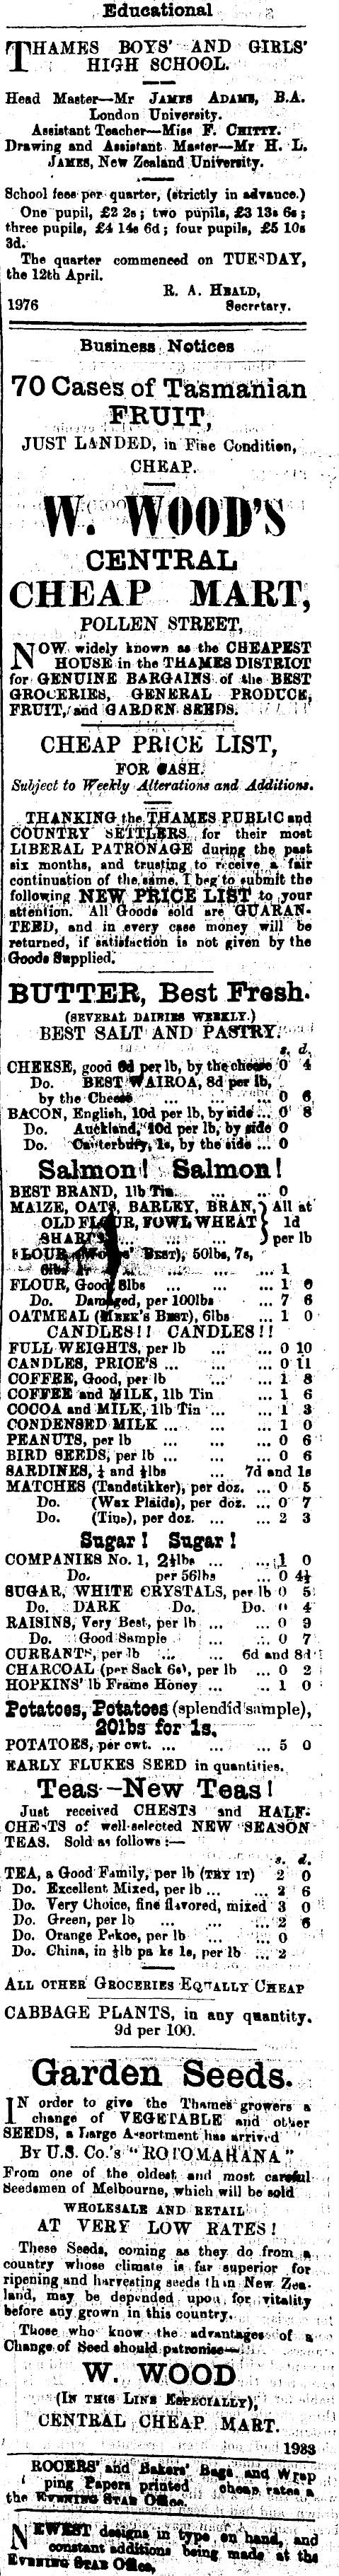 Educational
THAMES BOYS' AND GIRLS'
HIGH SCHOOL.
Head Master—Mr JAMES ADAMS, B.A.
London University.
Assistant Teacher—Miss F. CHITTY.
Drawing and Assistant Master—Mr H. L.
JAMES, New Zealand University.
School fees per quarter, (strictly in advance.)
One pupil, £2 2s; two pupils, £3 13s 6s;
three pupils, £4 14s 6d; four pupils, £5 10s
3d.
The quarter commenced on TUESDAY,
the 12th April.
R. A. HEALD,
1976 Secretary.
Business Notices
70 Cases of Tasmanian
FRUIT,
JUST LANDED, in Fine Condition,
CHEAP.
W. WOOD'S
CENTRAL
CHEAP MART,
POLLEN STREET,
NOW widely known as the CHEAPEST
HOUSE in the THAMES DISTRICT
for GENUINE BARGAINS of the BEST
GROCERIES, GENERAL PRODUCE,
FRUIT, and GARDEN SEEDS.
CHEAP PRICE LIST,
FOR CASH.
Subject to Weekly Alterations and Additions.
THANKING the THAMES PUBLIC and
COUNTRY SETTLERS for their most
LIBERAL PATRONAGE during the past
six months, and trusting to receive a fair
continuation of the same, I beg to submit the
following NEW PRICE LIST to your
attention. All Goods sold are GUARAN-
TEED, and in every case money will be
returned, if satisfaction is not given by the
Goods Supplied.
BUTTER, Best Fresh.
(SEVERAL DAIRIES WEEKLY.)
BEST SALT AND PASTRY.
s. d.
CHEESE, good 6d per lb, by the cheese 0 4
Do. BEST WAIROA, 8d per lb,
by the Cheese ... ... ... 0 6
BACON, English, 10d per lb, by side ... 0 8
Do. Auckland, 10d per lb, by side 0
Do. Canterbury, 1s, by the side ... 0
Salmon! Salmon!
BEST BRAND, 1lb Tin ... ... 0
MAIZE, OATS, BARLEY, BRAN, All at
OLD FLOUR, FOWL WHEAT 1d
SHARPS ... ... ... per lb
FLOUR, BEST), 50lbs, 7s,
... ... ... 1
FLOUR, Good 8lbs ... ... 1 0
Do. Damaged, per 100lbs ... 7 6
OATMEAL (MEEK'S BEST), 6lbs ... 1 0
CANDLES!! CANDLES!!
FULL WEIGHTS, per lb ... ... 0 10
CANDLES, PRICE'S ... ... ... 0 11
COFFEE, Good, per lb ... ... 1 8
COFFEE and MILK, 1lb Tin ... 1 6
COCOA and MILK, 1lb Tin ... ... 1 3
CONDENSED MILK ... ... ... 1 0
PEANUTS, per lb ... ... ... 0 6
BIRD SEEDS, per lb ... ... ... 0 6
SARDINES, ¼ and ½lbs ... 7d and 1s
MATCHES (Tandstikker), per doz. ... 0 5
Do. (Wax Plaids), per doz. ... 0 7
Do. (Tins), per doz. ... ... 2 3
Sugar! Sugar!
COMPANIES No. 1, 2½lbs ... ... 1 0
Do. per 56lbs ... 0 4½
SUGAR, WHITE CRYSTALS, per lb 0 5
Do. DARK Do. Do. 0 4
RAISINS, Very Best, per lb ... 0 9
Do. Good Sample ... ... 0 7
CURRANTS, per lb ... ... 6d and 8d
CHARCOAL (per Sack 6s), per lb ... 0 2
HOPKINS' lb Frame Honey ... ... 1 0
Potatoes, Potatoes (splendid sample),
20lbs for 1s.
POTATOES, per cwt. ... ... ... 5 0
EARLY FLUKES SEED in quantities.
Teas—New Teas!
Just received CHESTS and HALF-
CHESTS of well-selected NEW SEASON
TEAS. Sold as follows:—
s. d.
TEA, a Good Family, per lb (TRY IT) 2 0
Do. Excellent Mixed, per lb ... ... 2 6
Do. Very Choice, fine flavored, mixed 3 0
Do. Green, per lb ... ... ... 2 6
Do. Orange Pekoe, per lb ... ... 0
Do. China, in ½lb packets, per lb ... 2
ALL OTHER GROCERIES EQUALLY CHEAP
CABBAGE PLANTS, in any quantity.
9d per 100.
Garden Seeds.
IN order to give the Thames growers a
change of VEGETABLE and other
SEEDS, a Large Assortment has arrived
BY U.S. Co.'s "ROTOMAHANA"
From one of the oldest and most careful
Seedsmen of Melbourne, which will be sold
WHOLESALE AND RETAIL
AT VERY LOW RATES!
These Seeds, coming as they do from a
country whose climate is far superior for
ripening and harvesting seeds than New Zea-
land, may be depended upon for vitality
before any grown in this country.
Those who know the advantages of a
Change of Seed should patronise—
W. WOOD
(IN THIS LINE ESPECIALLY),
CENTRAL CHEAP MART.
1983
ROCERS' and Bakers' Bags and Wrap
ping Papers printed cheap rates a
the EVENING STAR Office.
NEWEST designs in type on hand, and
constant additions being made at the
EVENING STAR Office,